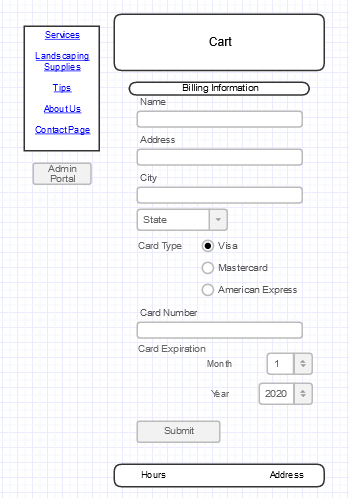 Cart
Services
Landscaping
Supplies
Tips
About Us
Contact Page
Admin
Portal
Billing Information
Name
Address
City
State
Card Type
Visa
Mastercard
American Express
Card Number
Card Expiration
Month
1
Year
2020
Submit
Hours
Address